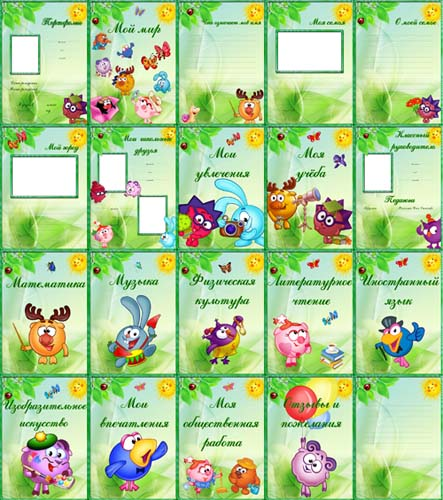 Портфолио
Мой мир
Что означает моё имя
Моя семья
О моей семье
Мой город
Мои школьные
друзья
Мои
увлечения
Моя
учёба
Классный
руководитель
Педагоги
Математика
Музыка
Физическая
культура
Литературное
чтение
Иностранный
язык
Изобразительное
искусство
Мои
впечатления
Моя
общественная
работа
Отзывы и
пожелания